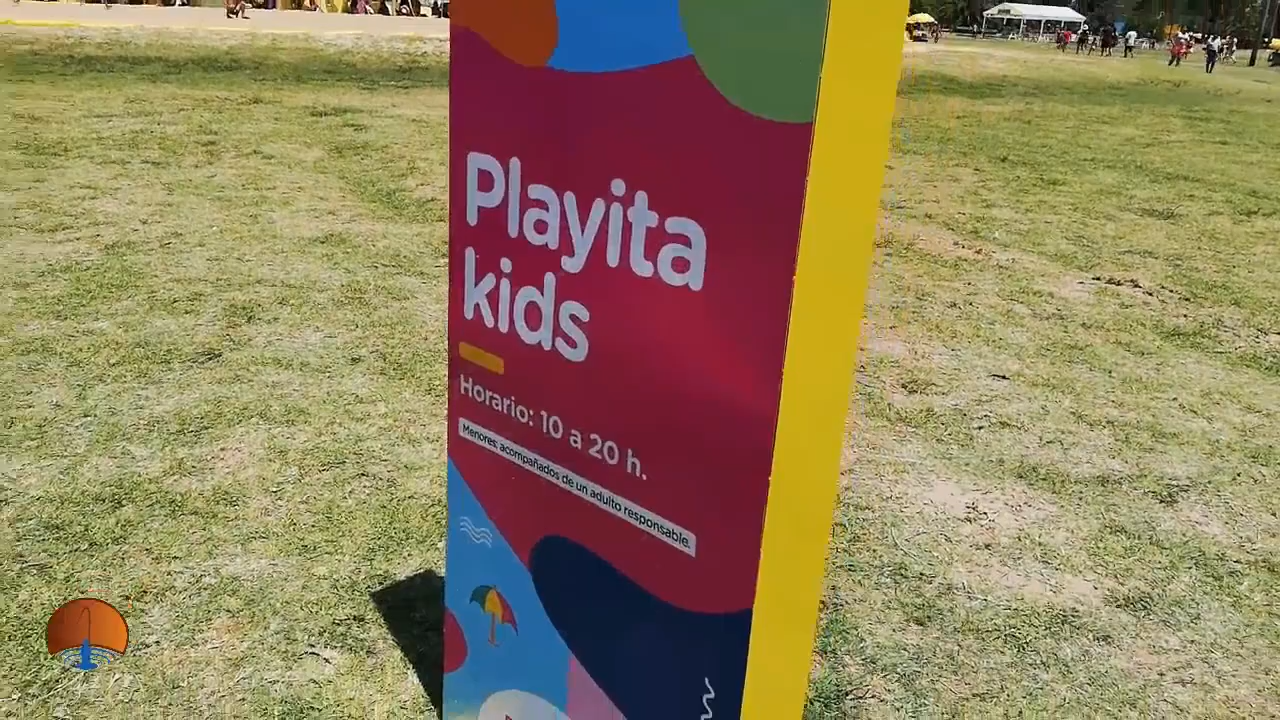 Playita
kids
Horario: 10 a 20 h.
Menores, acompañados de un adulto responsable.